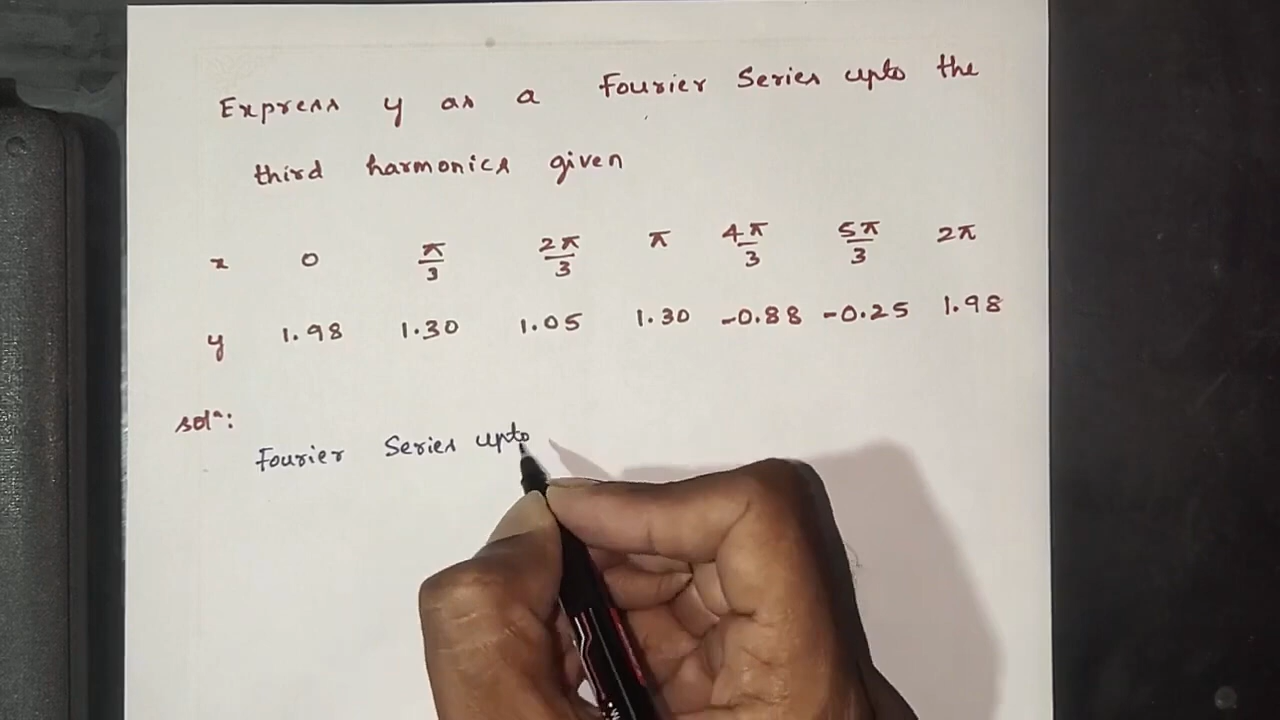 Express y as a Fourier Series upto the
third harmonics given
x 0 π/3 2π/3 π 4π/3 5π/3 2π
y 1.98 1.30 1.05 1.30 -0.88 -0.25 1.98
solⁿ:
Fourier Series upto